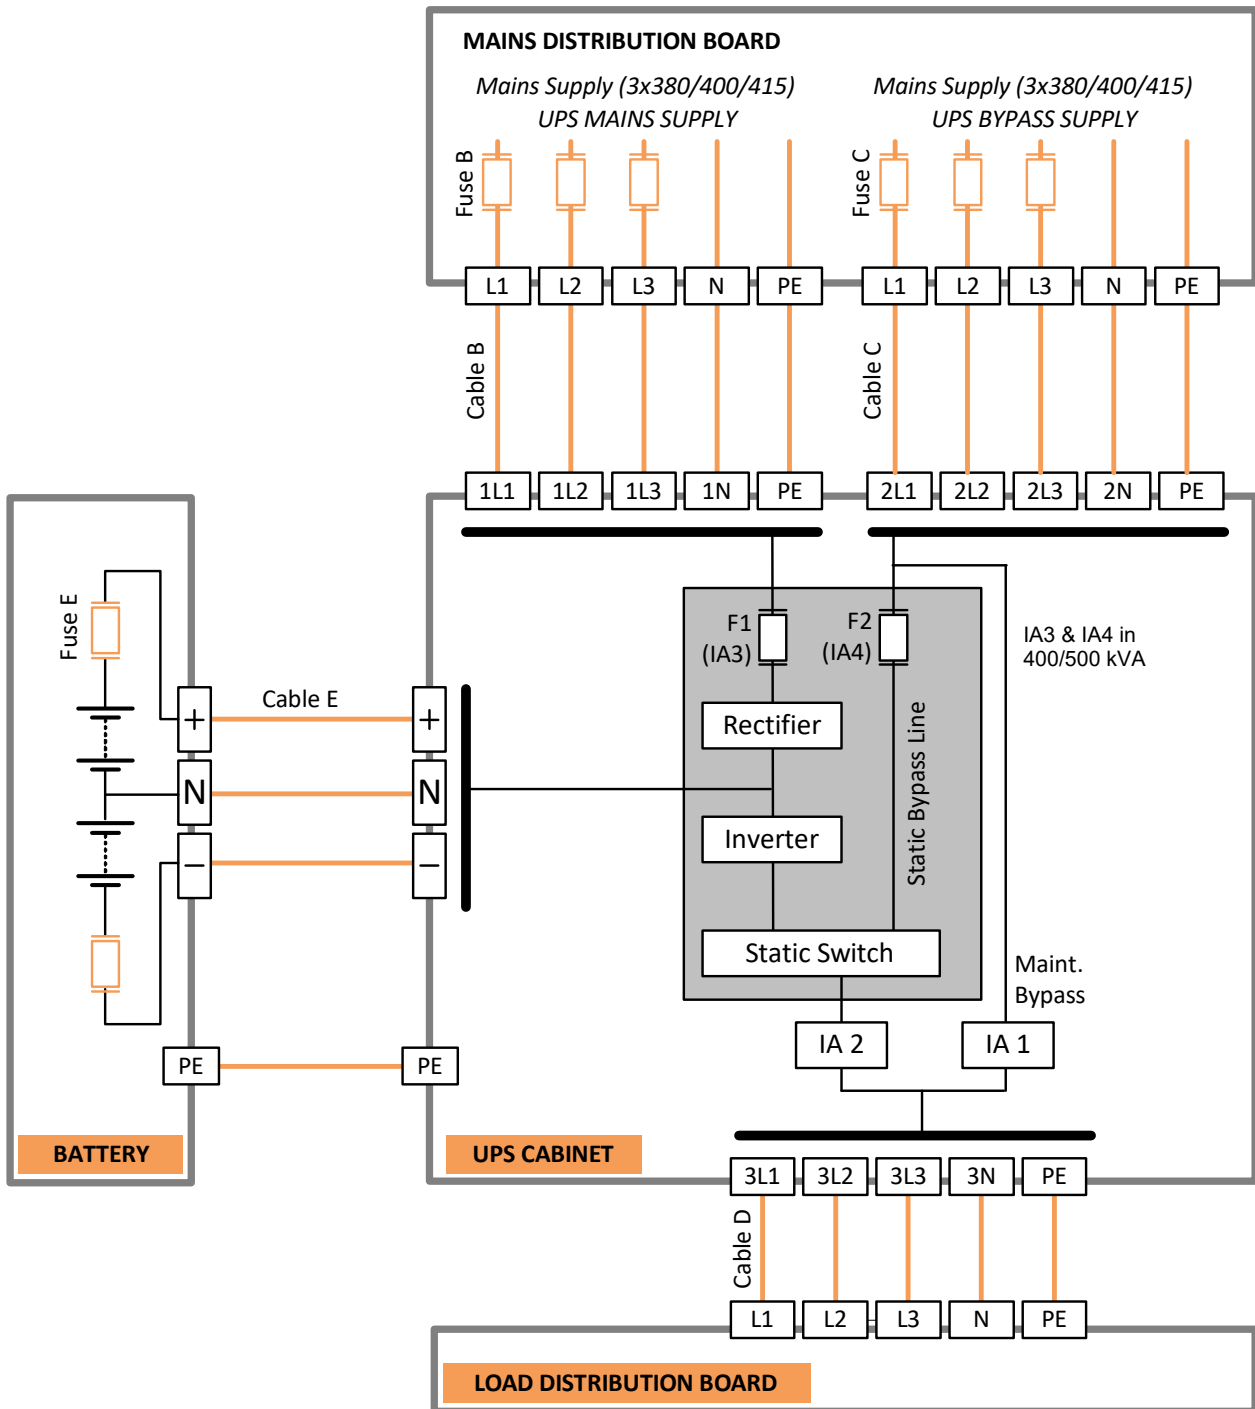 MAINS DISTRIBUTION BOARD
Mains Supply (3x380/400/415)
UPS MAINS SUPPLY
Mains Supply (3x380/400/415)
UPS BYPASS SUPPLY
Fuse B
Fuse C
L1 L2 L3 N PE L1 L2 L3 N PE
Cable B
Cable C
1L1 1L2 1L3 1N PE 2L1 2L2 2L3 2N PE
Fuse E
F1
(IA3)
F2
(IA4)
IA3 & IA4 in
400/500 kVA
Cable E
+ +
Rectifier
Static Bypass Line
N N
Inverter
− −
Static Switch
Maint.
Bypass
IA 2 IA 1
PE PE
BATTERY
UPS CABINET
3L1 3L2 3L3 3N PE
Cable D
L1 L2 L3 N PE
LOAD DISTRIBUTION BOARD